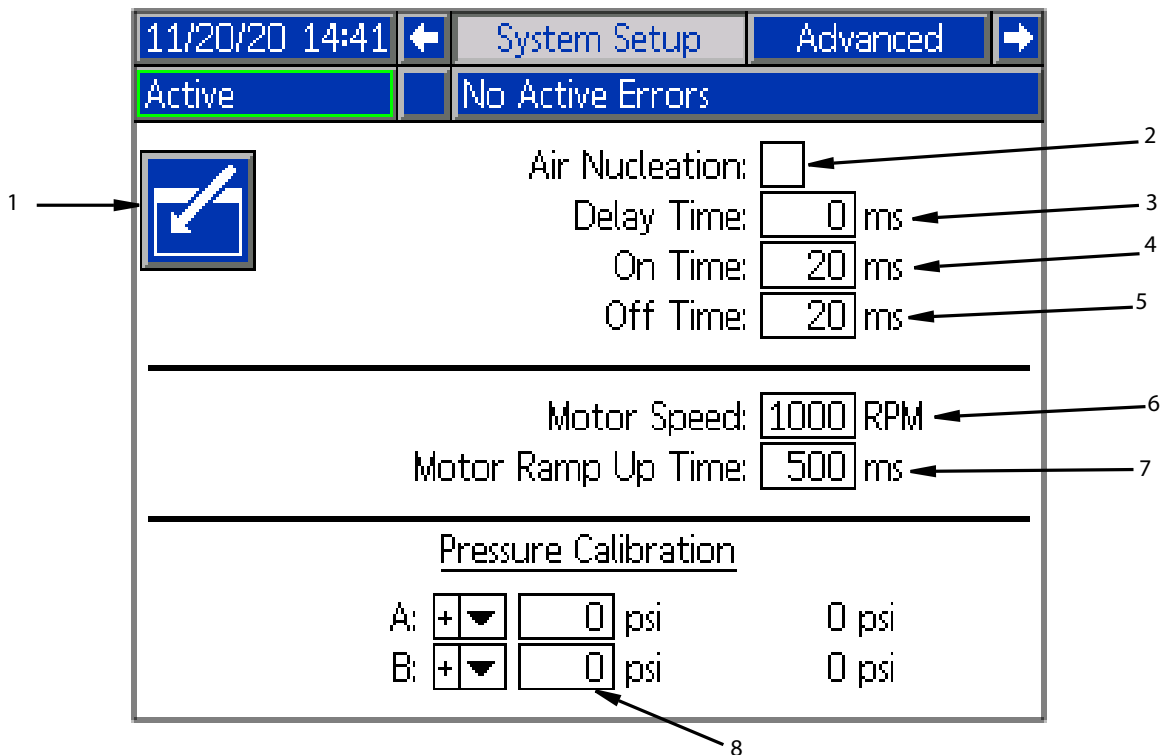 11/20/20 14:41 System Setup Advanced
Active No Active Errors
1
Air Nucleation: 2
Delay Time: 0 ms 3
On Time: 20 ms 4
Off Time: 20 ms 5
Motor Speed: 1000 RPM 6
Motor Ramp Up Time: 500 ms 7
Pressure Calibration
A: + 0 psi 0 psi
B: + 0 psi 0 psi
8